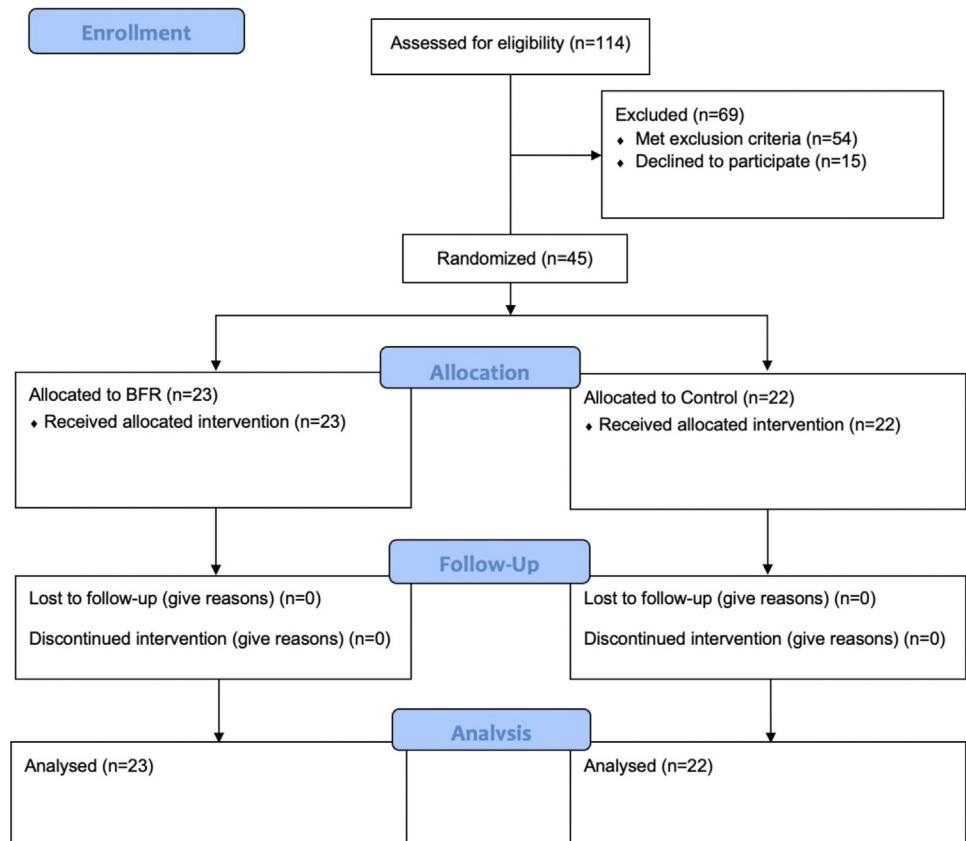 Enrollment
Assessed for eligibility (n=114)
Excluded (n=69)
♦ Met exclusion criteria (n=54)
♦ Declined to participate (n=15)
Randomized (n=45)
Allocation
Allocated to BFR (n=23)
♦ Received allocated intervention (n=23)
Allocated to Control (n=22)
♦ Received allocated intervention (n=22)
Follow-Up
Lost to follow-up (give reasons) (n=0)
Discontinued intervention (give reasons) (n=0)
Lost to follow-up (give reasons) (n=0)
Discontinued intervention (give reasons) (n=0)
Analysis
Analysed (n=23)
Analysed (n=22)